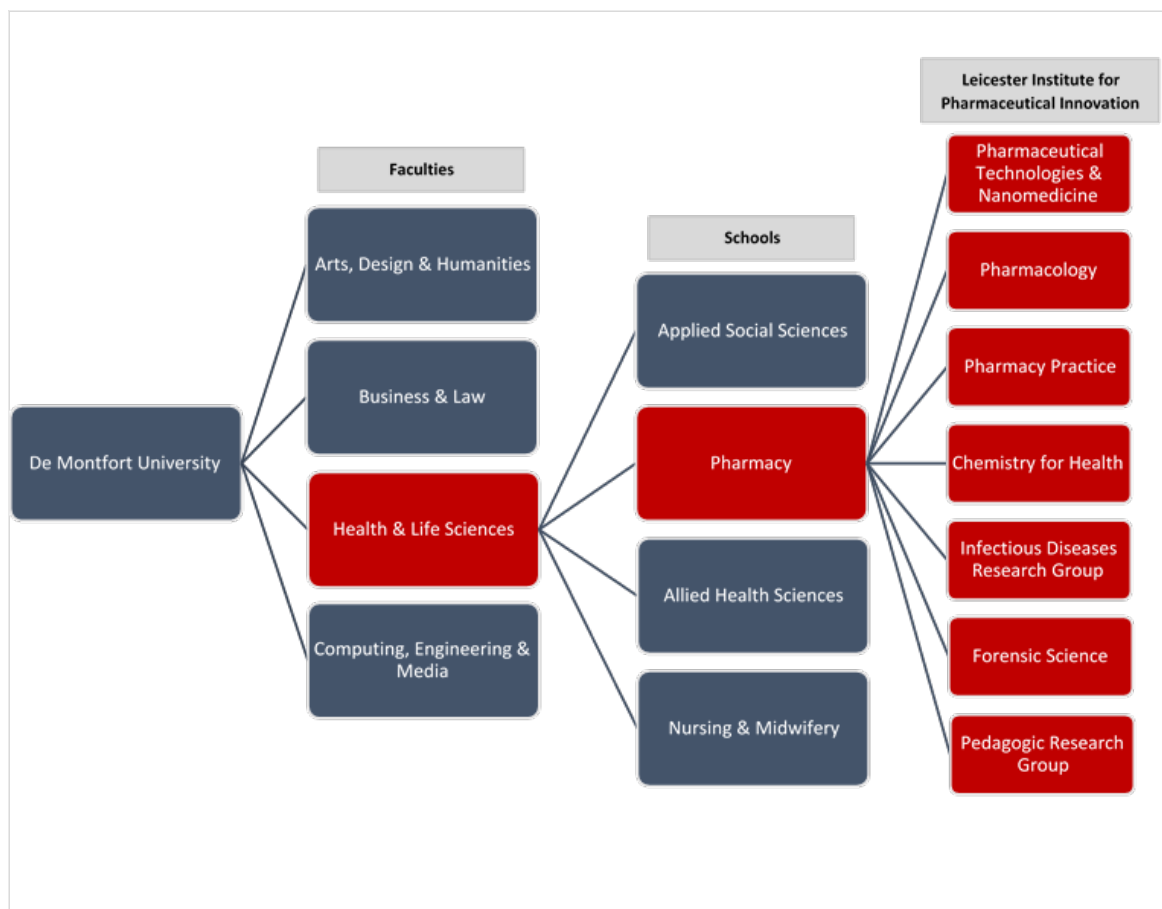 Leicester Institute for
Pharmaceutical Innovation
Faculties
Schools
De Montfort University
Arts, Design & Humanities
Business & Law
Health & Life Sciences
Computing, Engineering &
Media
Applied Social Sciences
Pharmacy
Allied Health Sciences
Nursing & Midwifery
Pharmaceutical
Technologies &
Nanomedicine
Pharmacology
Pharmacy Practice
Chemistry for Health
Infectious Diseases
Research Group
Forensic Science
Pedagogic Research
Group